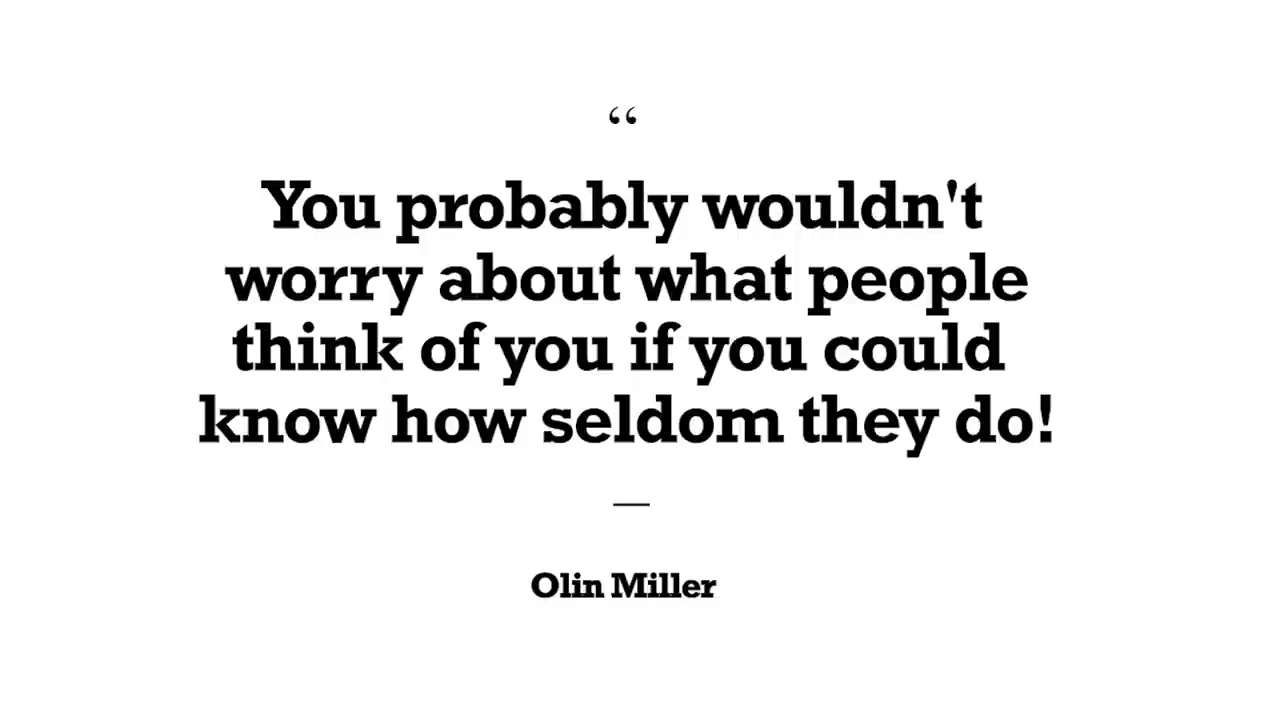 “
You probably wouldn't
worry about what people
think of you if you could
know how seldom they do!
—
Olin Miller